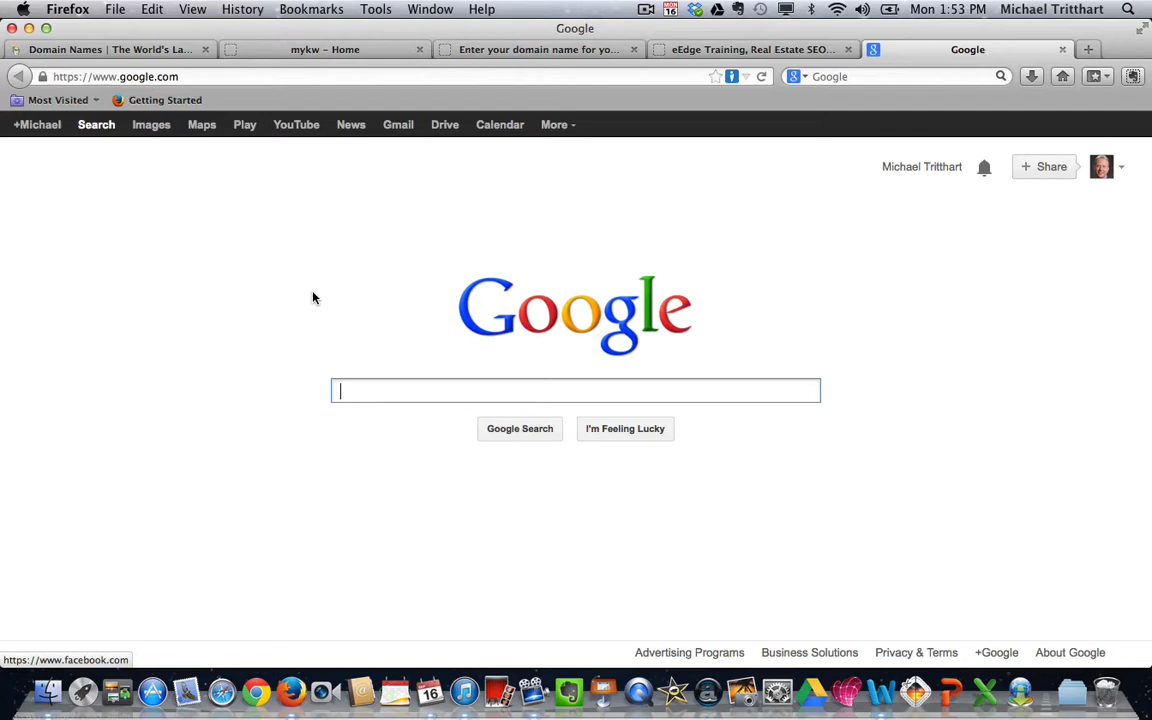 Firefox File Edit View History Bookmarks Tools Window Help 16 Mon 1:53 PM Michael Tritthart
Google
Domain Names | The World's La... mykw - Home Enter your domain name for yo... eEdge Training, Real Estate SEO... Google
https://www.google.com Google
Most Visited Getting Started
+Michael Search Images Maps Play YouTube News Gmail Drive Calendar More
Michael Tritthart + Share
Google
Google Search I'm Feeling Lucky
Advertising Programs Business Solutions Privacy & Terms +Google About Google
https://www.facebook.com
16